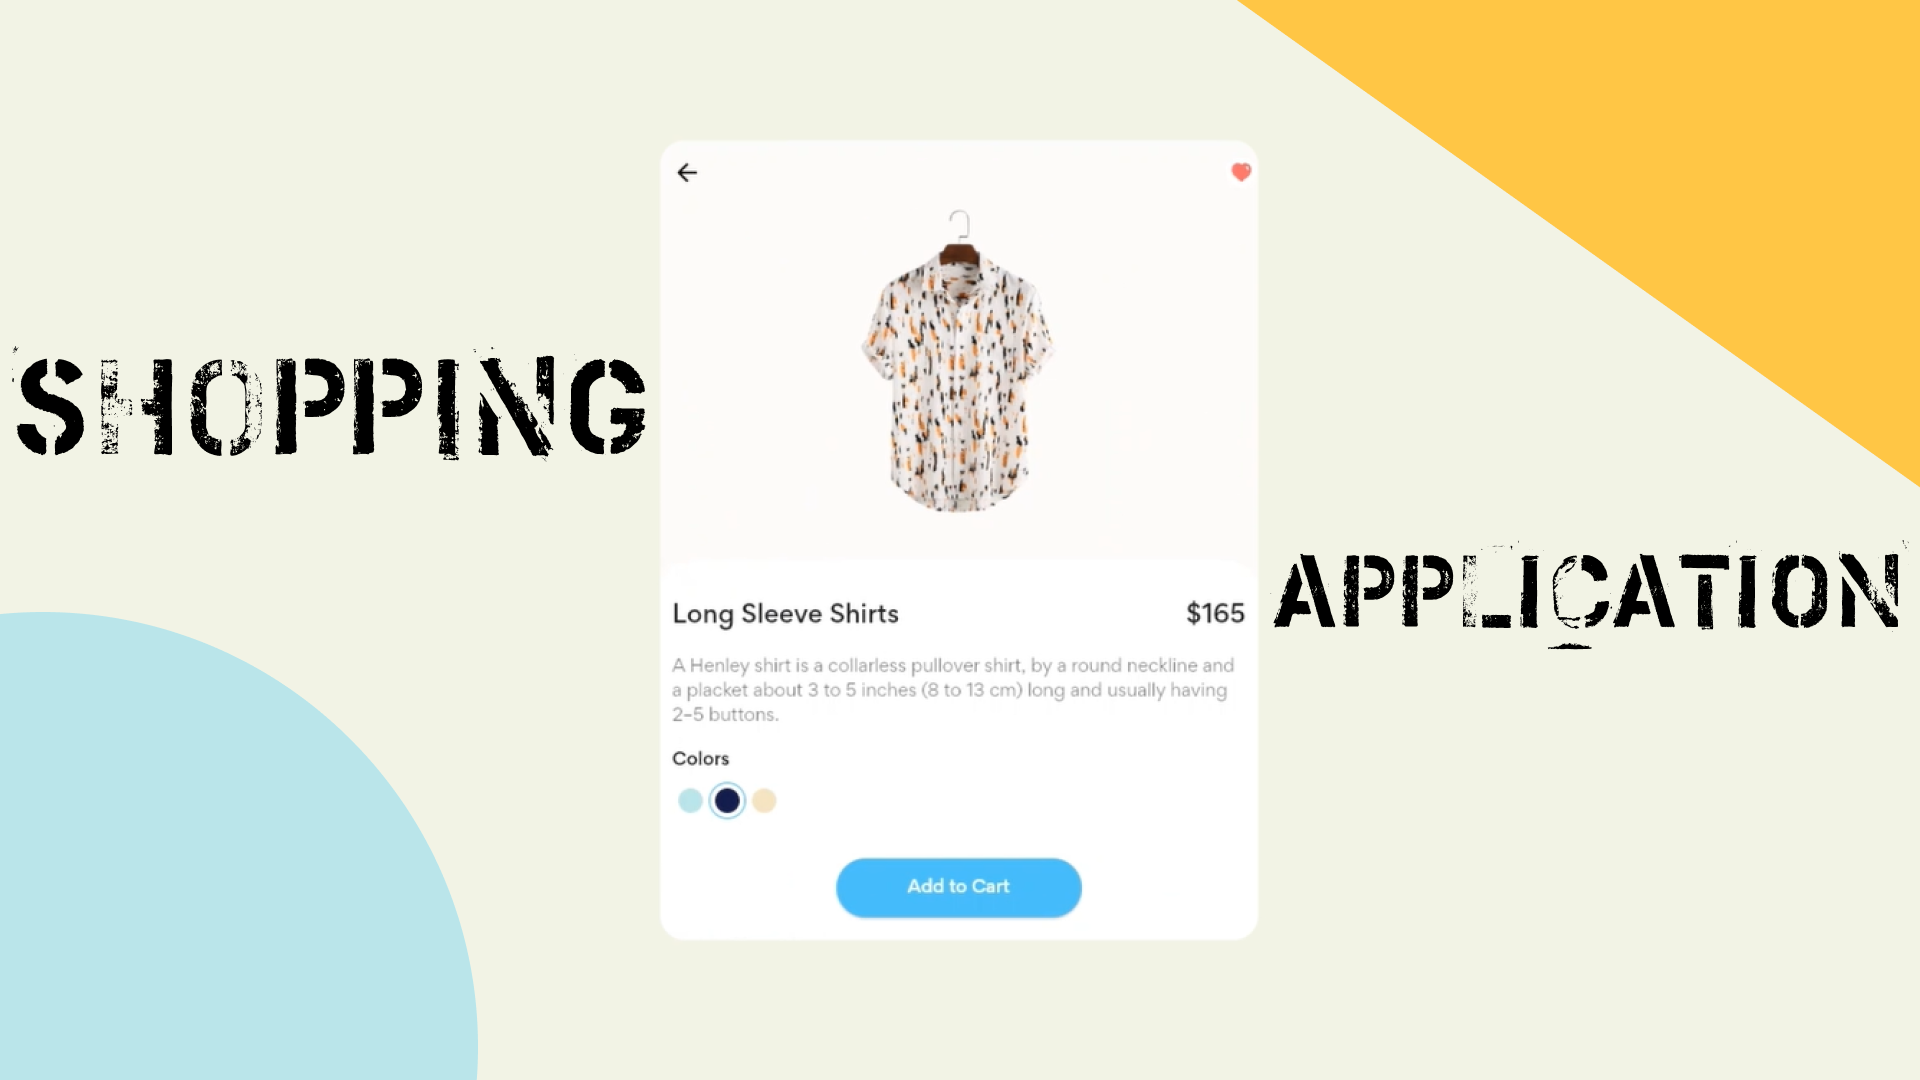 SHOPPING
Long Sleeve Shirts
$165
A Henley shirt is a collarless pullover shirt, by a round neckline and
a placket about 3 to 5 inches (8 to 13 cm) long and usually having
2–5 buttons.
Colors
Add to Cart
APPLICATION